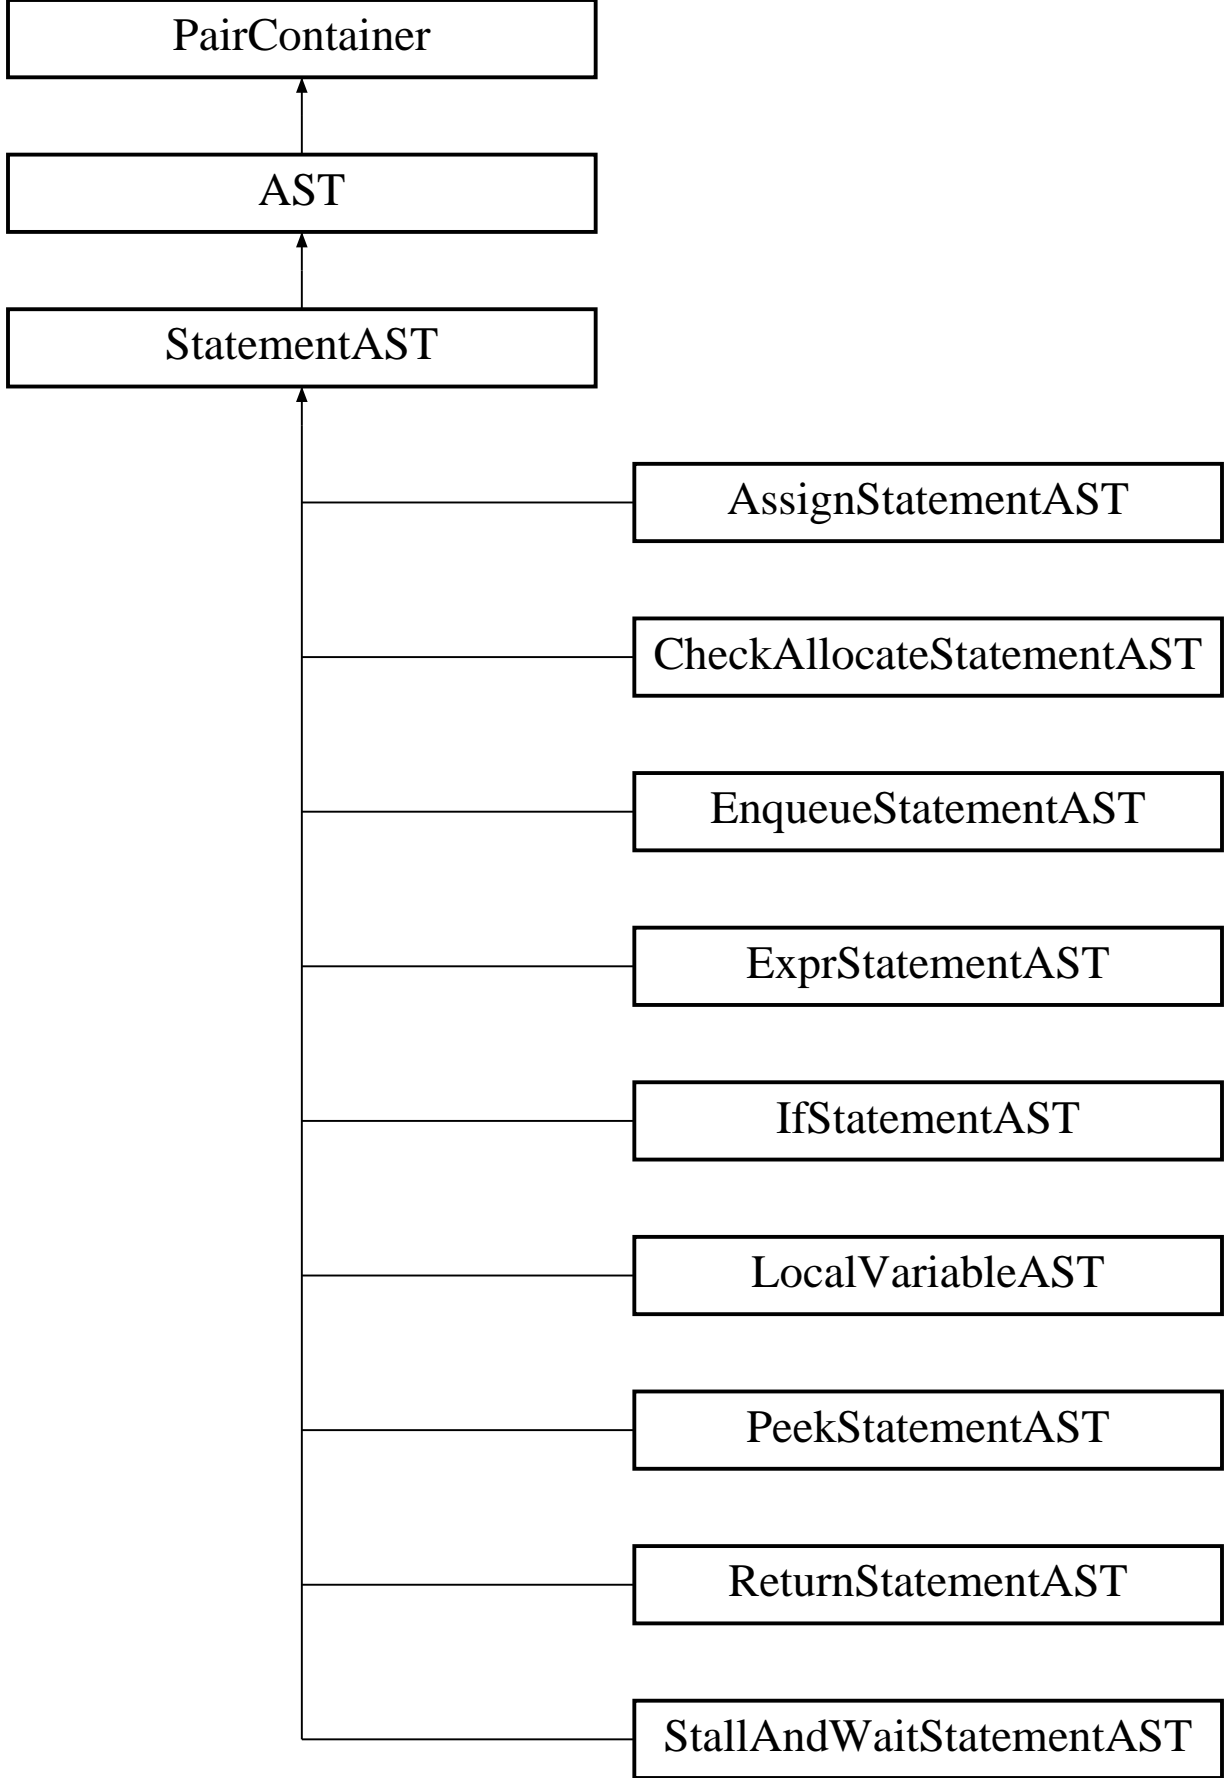 PairContainer
AST
StatementAST
AssignStatementAST
CheckAllocateStatementAST
EnqueueStatementAST
ExprStatementAST
IfStatementAST
LocalVariableAST
PeekStatementAST
ReturnStatementAST
StallAndWaitStatementAST